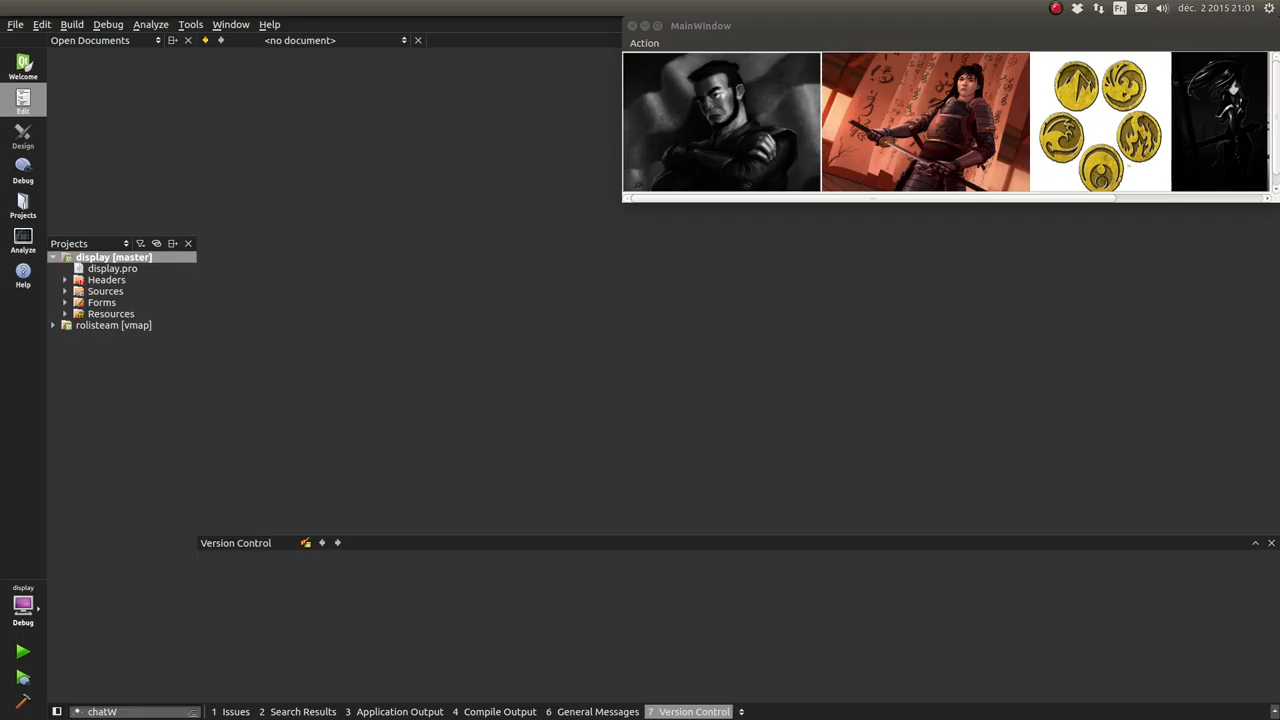 Fr₁
déc. 2 2015 21:01
File Edit Build Debug Analyze Tools Window Help
MainWindow
Open Documents
<no document>
Action
Welcome
Edit
Design
Debug
Projects
Analyze
Help
Projects
display [master]
display.pro
Headers
Sources
Forms
Resources
rolisteam [vmap]
Version Control
display
Debug
chatW
1 Issues 2 Search Results 3 Application Output 4 Compile Output 6 General Messages 7 Version Control